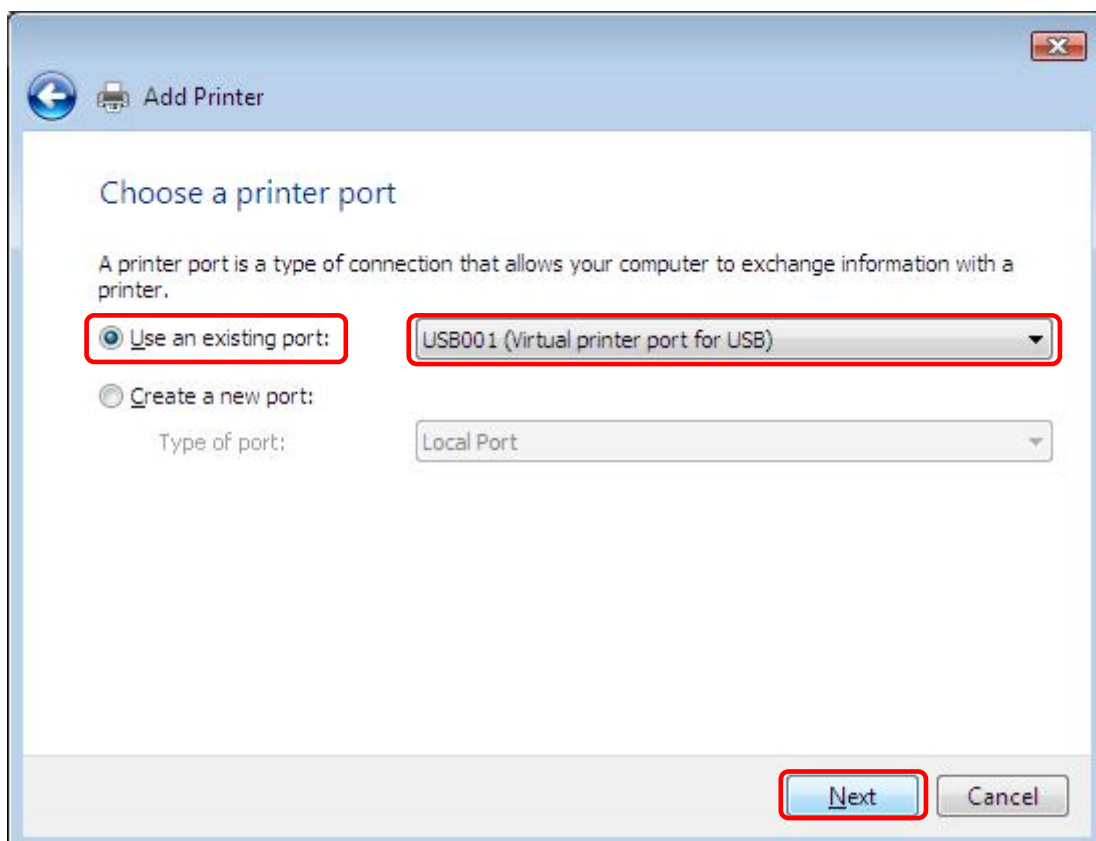 Add Printer
Choose a printer port
A printer port is a type of connection that allows your computer to exchange information with a
printer.
Use an existing port: USB001 (Virtual printer port for USB)
Create a new port:
Type of port: Local Port
Next Cancel